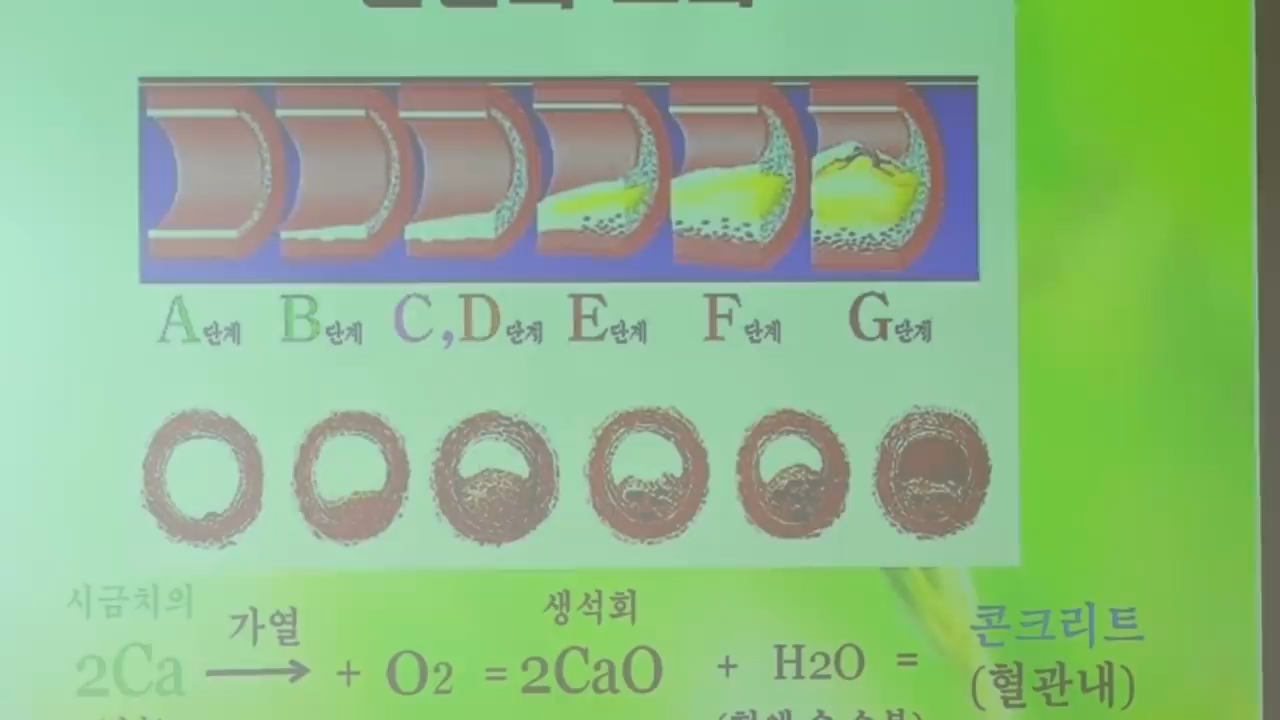 A단계 B단계 C,D단계 E단계 F단계 G단계
시금치의 가열 생석회 콘크리트
2Ca → + O2 = 2CaO + H2O = (혈관내)